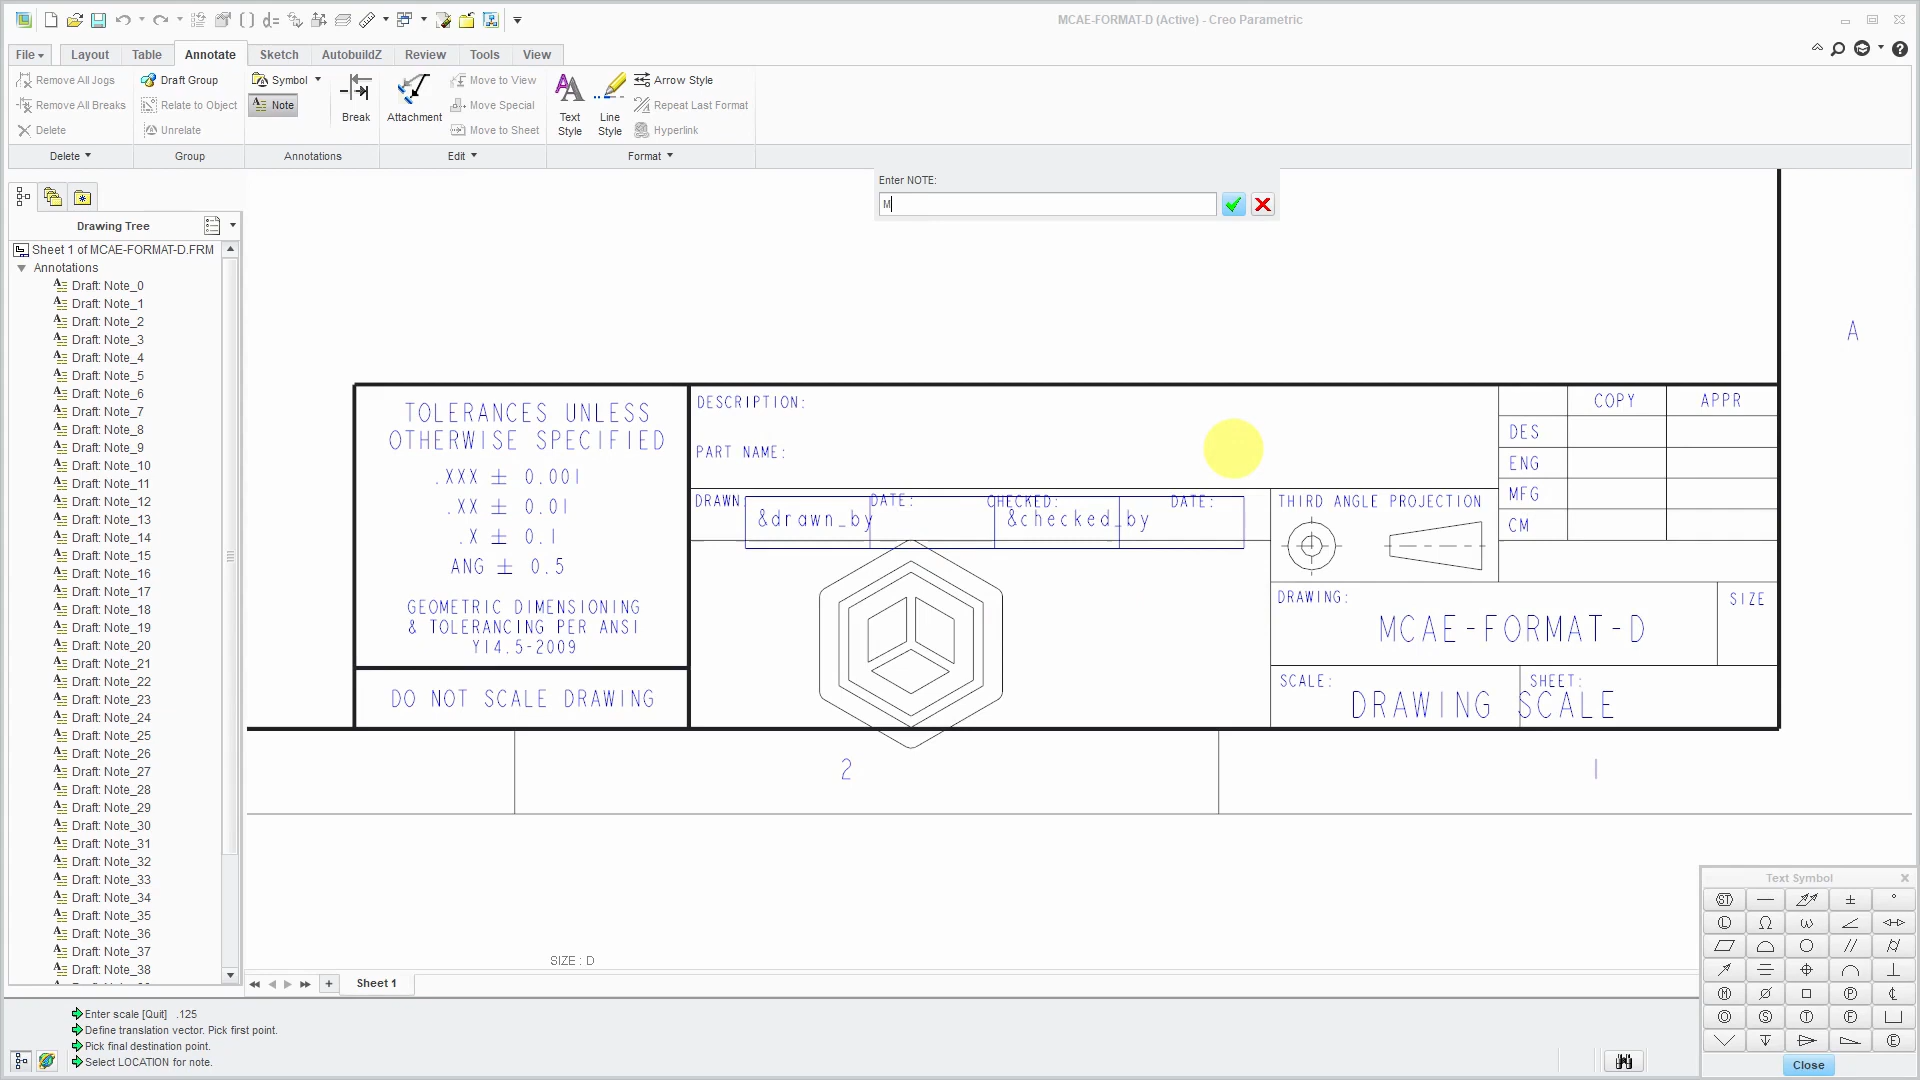 MCAE-FORMAT-D (Active) - Creo Parametric
File
Layout
Table
Annotate
Sketch
AutobuildZ
Review
Tools
View
Remove All Jogs
Remove All Breaks
Delete
Draft Group
Relate to Object
Unrelate
Symbol
Note
Break
Attachment
Move to View
Move Special
Move to Sheet
Text Style
Line Style
Arrow Style
Repeat Last Format
Hyperlink
Delete
Group
Annotations
Edit
Format
Enter NOTE:
M
Drawing Tree
Sheet 1 of MCAE-FORMAT-D.FRM
Annotations
Draft: Note_0
Draft: Note_1
Draft: Note_2
Draft: Note_3
Draft: Note_4
Draft: Note_5
Draft: Note_6
Draft: Note_7
Draft: Note_8
Draft: Note_9
Draft: Note_10
Draft: Note_11
Draft: Note_12
Draft: Note_13
Draft: Note_14
Draft: Note_15
Draft: Note_16
Draft: Note_17
Draft: Note_18
Draft: Note_19
Draft: Note_20
Draft: Note_21
Draft: Note_22
Draft: Note_23
Draft: Note_24
Draft: Note_25
Draft: Note_26
Draft: Note_27
Draft: Note_28
Draft: Note_29
Draft: Note_30
Draft: Note_31
Draft: Note_32
Draft: Note_33
Draft: Note_34
Draft: Note_35
Draft: Note_36
Draft: Note_37
Draft: Note_38
A
TOLERANCES UNLESS
OTHERWISE SPECIFIED
.XXX ± 0.001
.XX ± 0.01
.X ± 0.1
ANG ± 0.5
GEOMETRIC DIMENSIONING
& TOLERANCING PER ANSI
Y14.5-2009
DO NOT SCALE DRAWING
DESCRIPTION:
PART NAME:
DRAWN
DATE:
CHECKED:
DATE:
&drawn_by
&checked_by
THIRD ANGLE PROJECTION
COPY
APPR
DES
ENG
MFG
CM
DRAWING:
MCAE-FORMAT-D
SIZE
SCALE:
SHEET:
DRAWING SCALE
2
1
SIZE : D
Sheet 1
Enter scale [Quit] .125
Define translation vector. Pick first point.
Pick final destination point.
Select LOCATION for note.
Text Symbol
Close